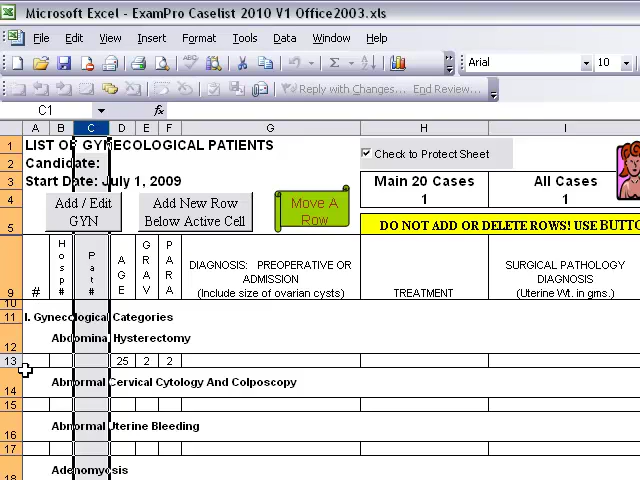 Microsoft Excel - ExamPro Caselist 2010 V1 Office2003.xls
File Edit View Insert Format Tools Data Window Help
Arial 10
Reply with Changes... End Review...
C1 fx
A B C D E F G H I
1 LIST OF GYNECOLOGICAL PATIENTS
Check to Protect Sheet
2 Candidate:
3 Start Date: July 1, 2009
Main 20 Cases All Cases
4 1 1
Add / Edit GYN
Add New Row Below Active Cell
Move A Row
5 DO NOT ADD OR DELETE ROWS! USE BUTTO
9 # Hosp# Pat# AGE GRAV PARA
DIAGNOSIS: PREOPERATIVE OR
ADMISSION
(Include size of ovarian cysts)
TREATMENT
SURGICAL PATHOLOGY
DIAGNOSIS
(Uterine Wt. in gms.)
10
11 I. Gynecological Categories
12 Abdomina Hysterectomy
13 25 2 2
14 Abnormal Cervical Cytology And Colposcopy
15
16 Abnormal Uterine Bleeding
17
18 Adenomyosis